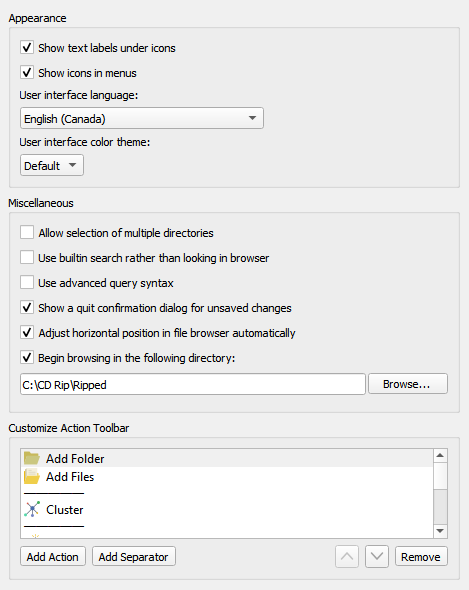 Appearance
Show text labels under icons
Show icons in menus
User interface language:
English (Canada)
User interface color theme:
Default
Miscellaneous
Allow selection of multiple directories
Use builtin search rather than looking in browser
Use advanced query syntax
Show a quit confirmation dialog for unsaved changes
Adjust horizontal position in file browser automatically
Begin browsing in the following directory:
C:\CD Rip\Ripped Browse...
Customize Action Toolbar
Add Folder
Add Files
Cluster
Add Action Add Separator Remove